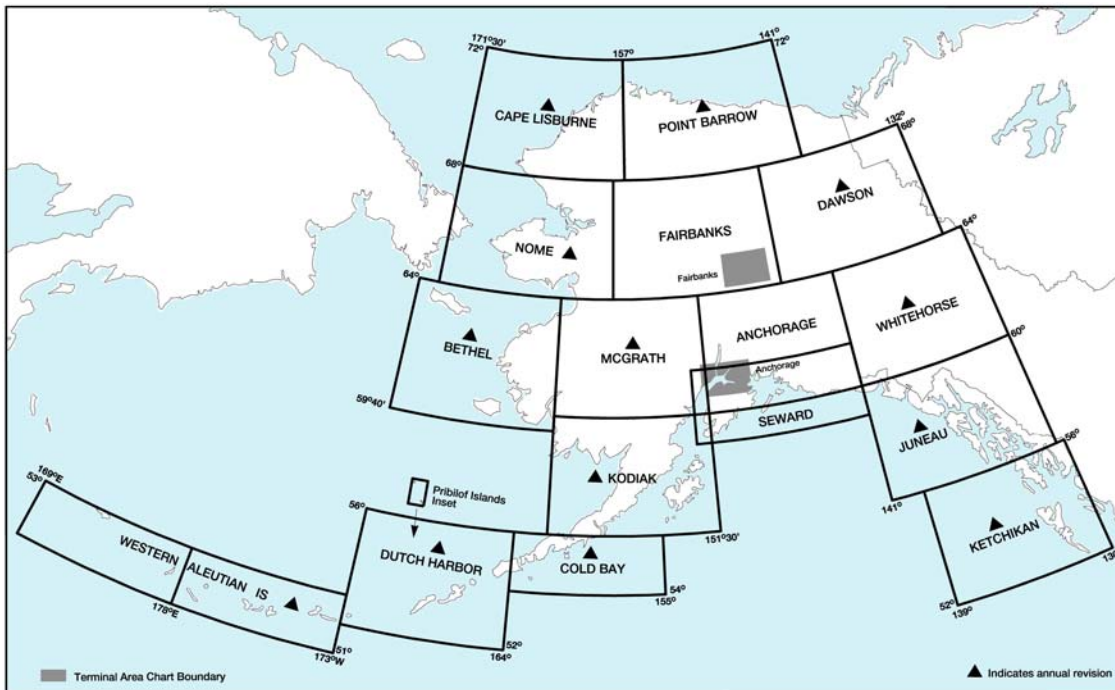 171°30'
72°
157°
141°
72°
CAPE LISBURNE
POINT BARROW
132°
68°
68°
DAWSON
NOME
FAIRBANKS
Fairbanks
64°
64°
BETHEL
MCGRATH
ANCHORAGE
WHITEHORSE
Anchorage
60°
59°40'
SEWARD
JUNEAU
56°
KODIAK
169°E
53°
Pribilof Islands
Inset
56°
141°
151°30'
KETCHIKAN
WESTERN ALEUTIAN IS
DUTCH HARBOR
COLD BAY
54°
155°
178°E
52°
139°
51°
173°W
52°
164°
Terminal Area Chart Boundary
Indicates annual revision